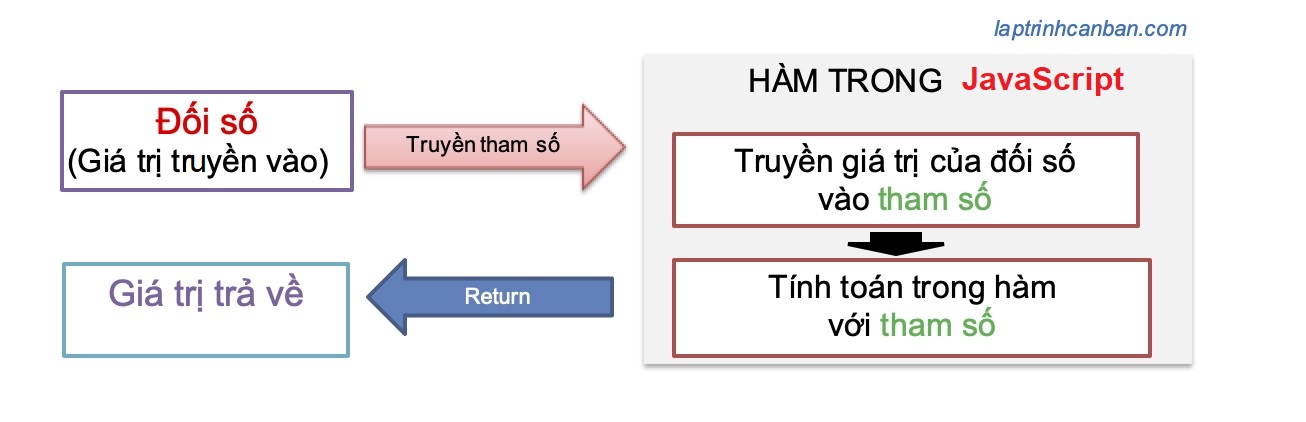 laptrinhcanban.com
HÀM TRONG JavaScript
Đối số
(Giá trị truyền vào)
Truyền tham số
Truyền giá trị của đối số
vào tham số
Tính toán trong hàm
với tham số
Return
Giá trị trả về